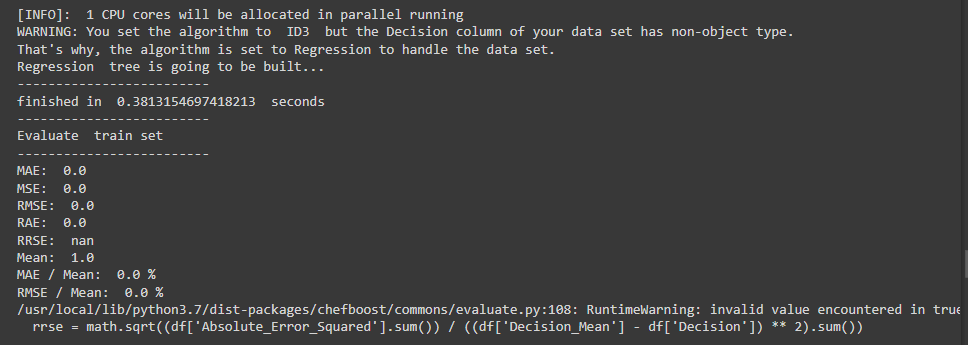 [INFO]:  1 CPU cores will be allocated in parallel running
WARNING: You set the algorithm to  ID3  but the Decision column of your data set has non-object type.
That's why, the algorithm is set to Regression to handle the data set.
Regression  tree is going to be built...
-------------------------
finished in  0.3813154697418213  seconds
-------------------------
Evaluate  train set
-------------------------
MAE:  0.0
MSE:  0.0
RMSE:  0.0
RAE:  0.0
RRSE:  nan
Mean:  1.0
MAE / Mean:  0.0 %
RMSE / Mean:  0.0 %
/usr/local/lib/python3.7/dist-packages/chefboost/commons/evaluate.py:108: RuntimeWarning: invalid value encountered in true
  rrse = math.sqrt((df['Absolute_Error_Squared'].sum()) / ((df['Decision_Mean'] - df['Decision']) ** 2).sum())